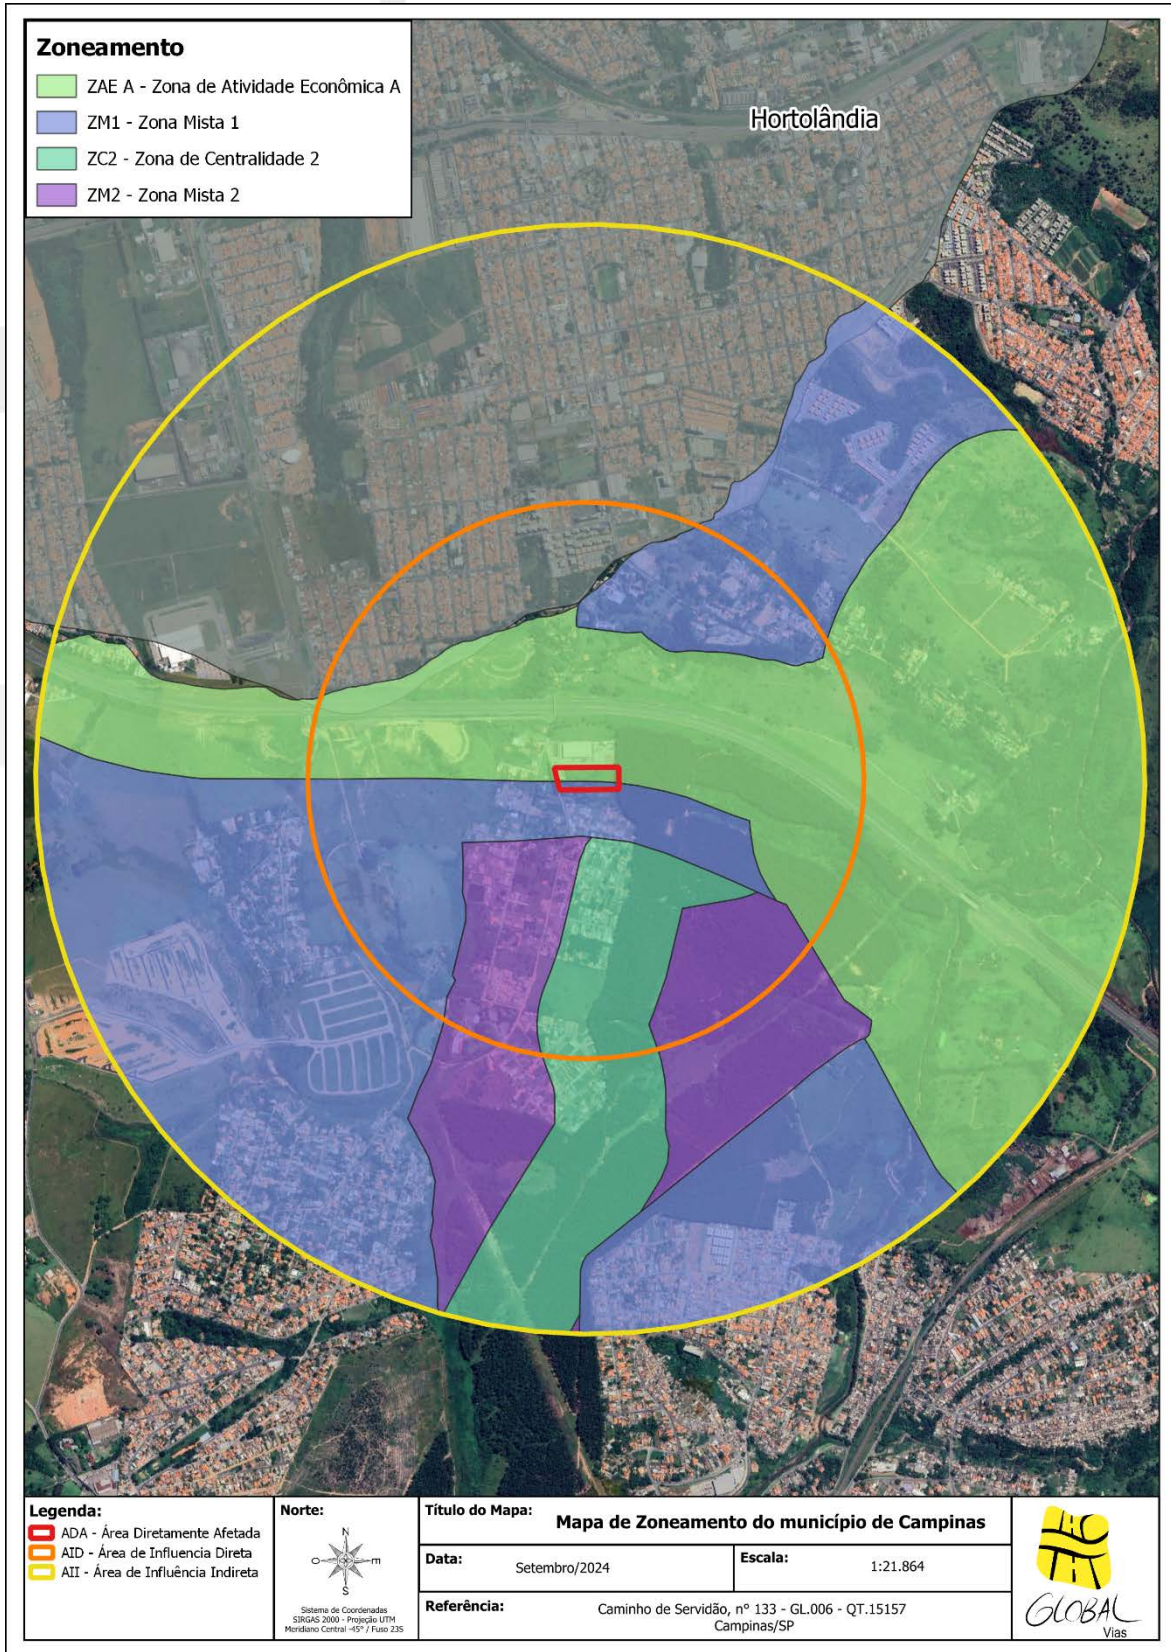 Zoneamento
ZAE A - Zona de Atividade Econômica A
ZM1 - Zona Mista 1
ZC2 - Zona de Centralidade 2
ZM2 - Zona Mista 2
Hortolândia
Legenda:
ADA - Área Diretamente Afetada
AID - Área de Influencia Direta
AII - Área de Influência Indireta
Norte:
N
O
m
S
Sistema de Coordenadas
SIRGAS 2000 - Projeção UTM
Meridiano Central -45° / Fuso 23S
Título do Mapa:
Mapa de Zoneamento do município de Campinas
Data:
Setembro/2024
Escala:
1:21.864
Referência:
Caminho de Servidão, n° 133 - GL.006 - QT.15157
Campinas/SP
GLOBAL
Vias